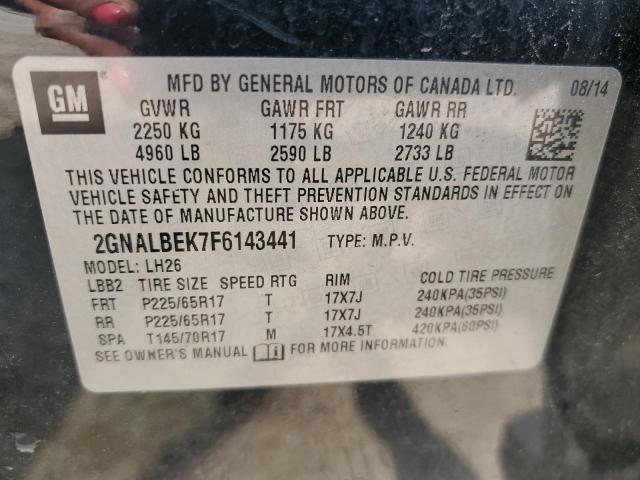 GM ® MFD BY GENERAL MOTORS OF CANADA LTD. 08/14
GVWR GAWR FRT GAWR RR
2250 KG 1175 KG 1240 KG
4960 LB 2590 LB 2733 LB
THIS VEHICLE CONFORMS TO ALL APPLICABLE U.S. FEDERAL MOTOR
VEHICLE SAFETY AND THEFT PREVENTION STANDARDS IN EFFECT ON
THE DATE OF MANUFACTURE SHOWN ABOVE.
2GNALBEK7F6143441 TYPE: M.P.V.
MODEL: LH26
LBB2 TIRE SIZE SPEED RTG RIM COLD TIRE PRESSURE
FRT P225/65R17 T 17X7J 240KPA(35PSI)
RR P225/65R17 T 17X7J 240KPA(35PSI)
SPA T145/70R17 M 17X4.5T 420KPA(60PSI)
SEE OWNER'S MANUAL FOR MORE INFORMATION.